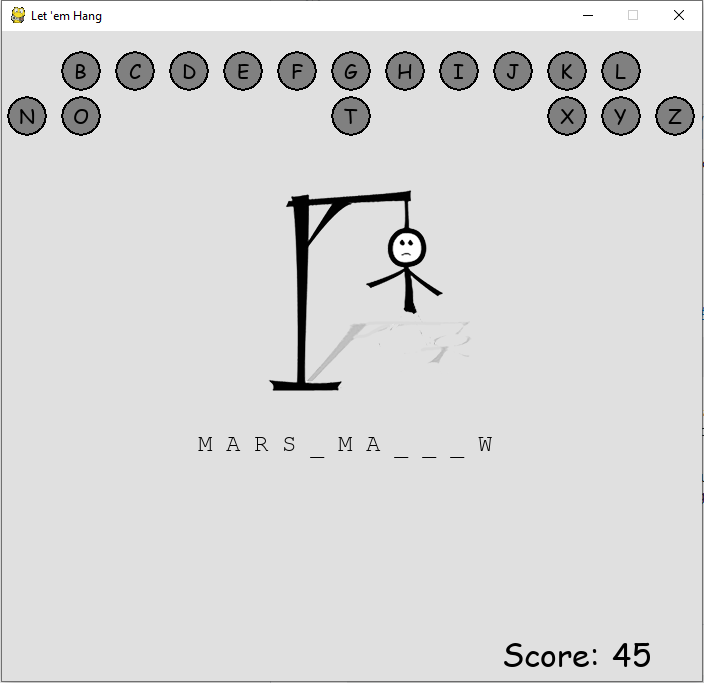 Let 'em Hang
B C D E F G H I J K L
N O T X Y Z
M A R S _ M A _ _ _ W
Score: 45